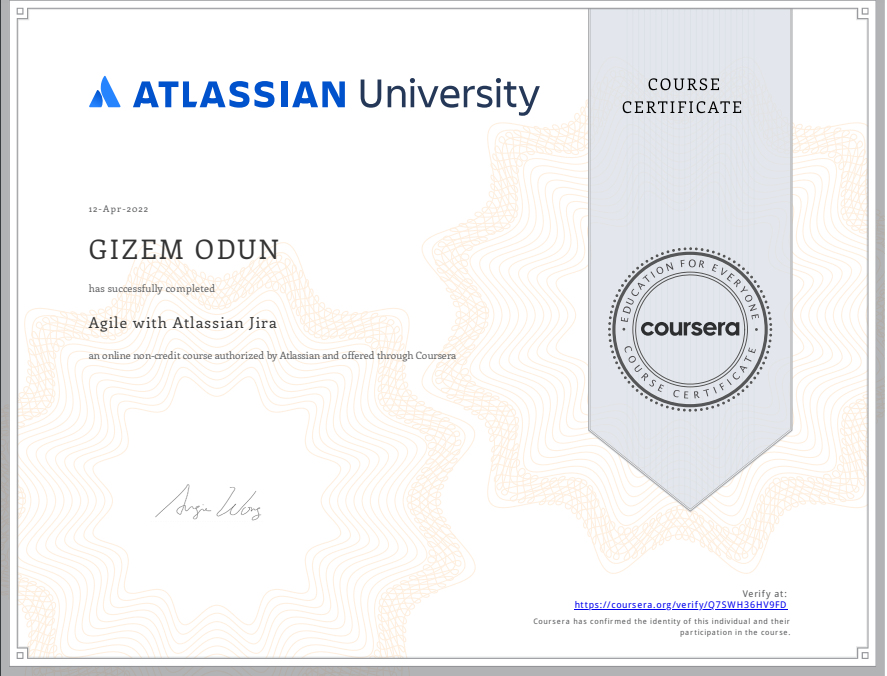 ATLASSIAN University
COURSE
CERTIFICATE
12-Apr-2022
GIZEM ODUN
has successfully completed
Agile with Atlassian Jira
an online non-credit course authorized by Atlassian and offered through Coursera
EDUCATION FOR EVERYONE
coursera
COURSE CERTIFICATE
Angie Wong
Verify at:
https://coursera.org/verify/Q7SWH36HV9FD
Coursera has confirmed the identity of this individual and their
participation in the course.